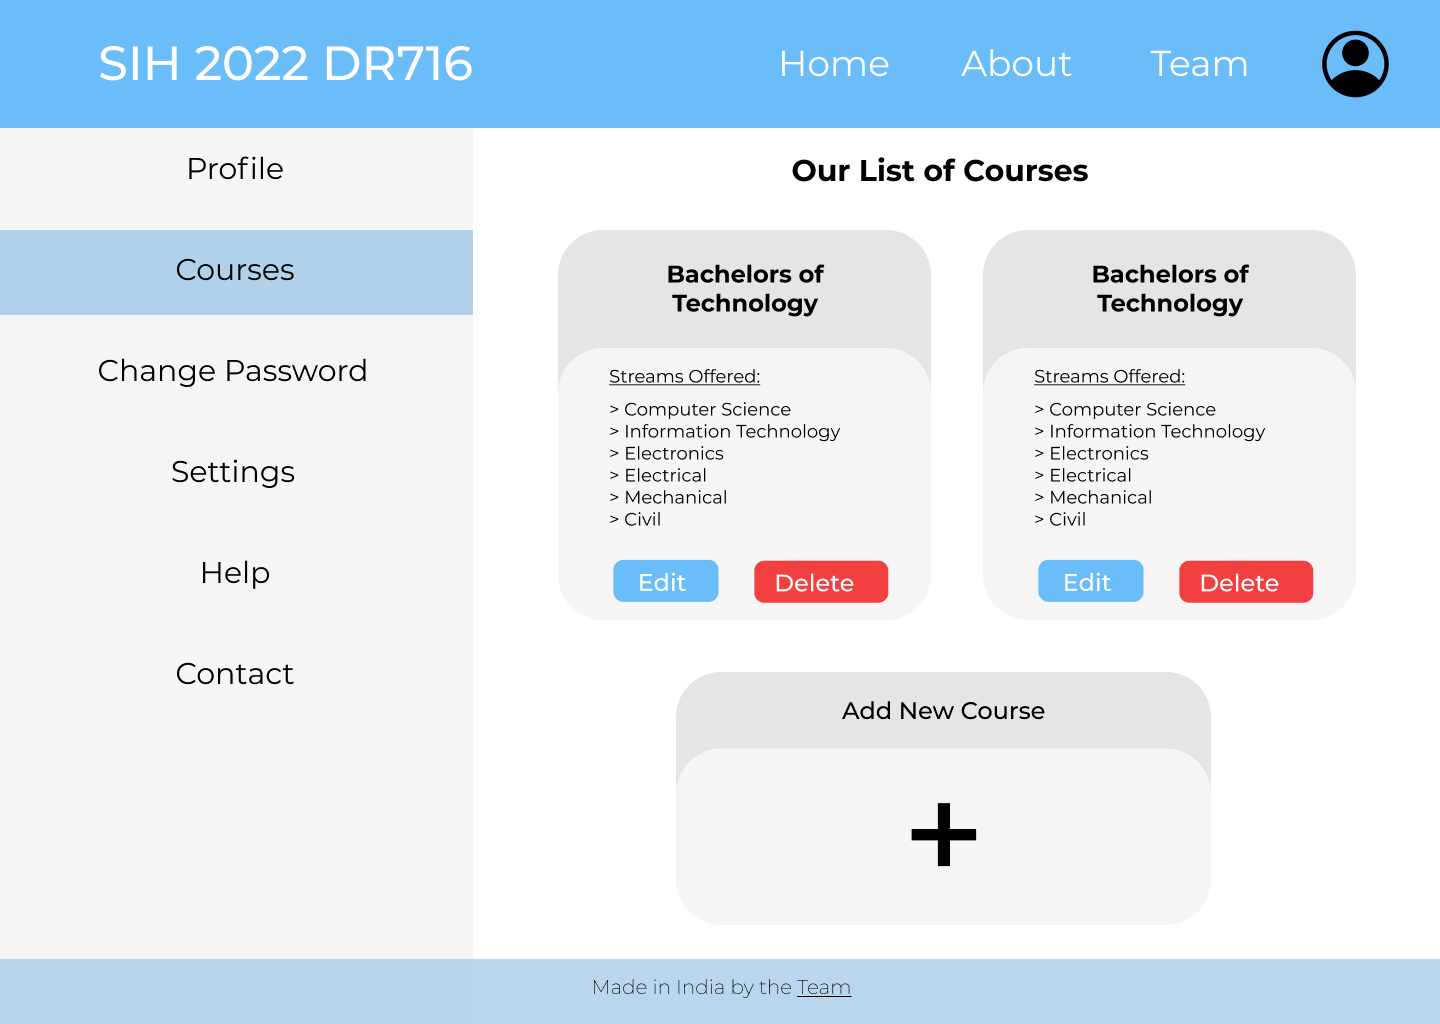 SIH 2022 DR716
Home
About
Team
Profile
Courses
Change Password
Settings
Help
Contact
Our List of Courses
Bachelors of
Technology
Streams Offered:
> Computer Science
> Information Technology
> Electronics
> Electrical
> Mechanical
> Civil
Edit
Delete
Bachelors of
Technology
Streams Offered:
> Computer Science
> Information Technology
> Electronics
> Electrical
> Mechanical
> Civil
Edit
Delete
Add New Course
+
Made in India by the Team